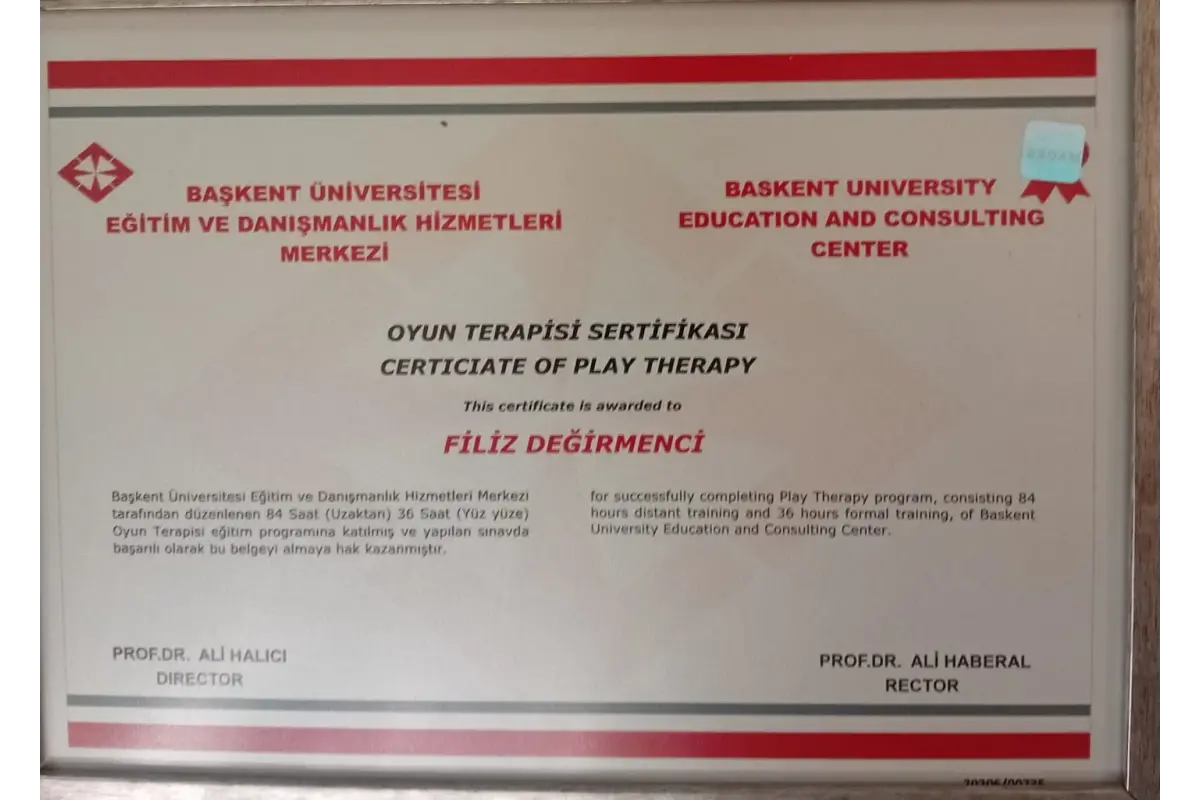 BAŞKENT ÜNİVERSİTESİ
EĞİTİM VE DANIŞMANLIK HİZMETLERİ
MERKEZİ
BASKENT UNIVERSITY
EDUCATION AND CONSULTING
CENTER
OYUN TERAPİSİ SERTİFİKASI
CERTICIATE OF PLAY THERAPY
This certificate is awarded to
FİLİZ DEĞİRMENCİ
Başkent Üniversitesi Eğitim ve Danışmanlık Hizmetleri Merkezi
tarafından düzenlenen 84 Saat (Uzaktan) 36 Saat (Yüz yüze)
Oyun Terapisi eğitim programına katılmış ve yapılan sınavda
başarılı olarak bu belgeyi almaya hak kazanmıştır.
for successfully completing Play Therapy program, consisting 84
hours distant training and 36 hours formal training, of Baskent
University Education and Consulting Center.
PROF.DR. ALİ HALICI
DIRECTOR
PROF.DR. ALİ HABERAL
RECTOR